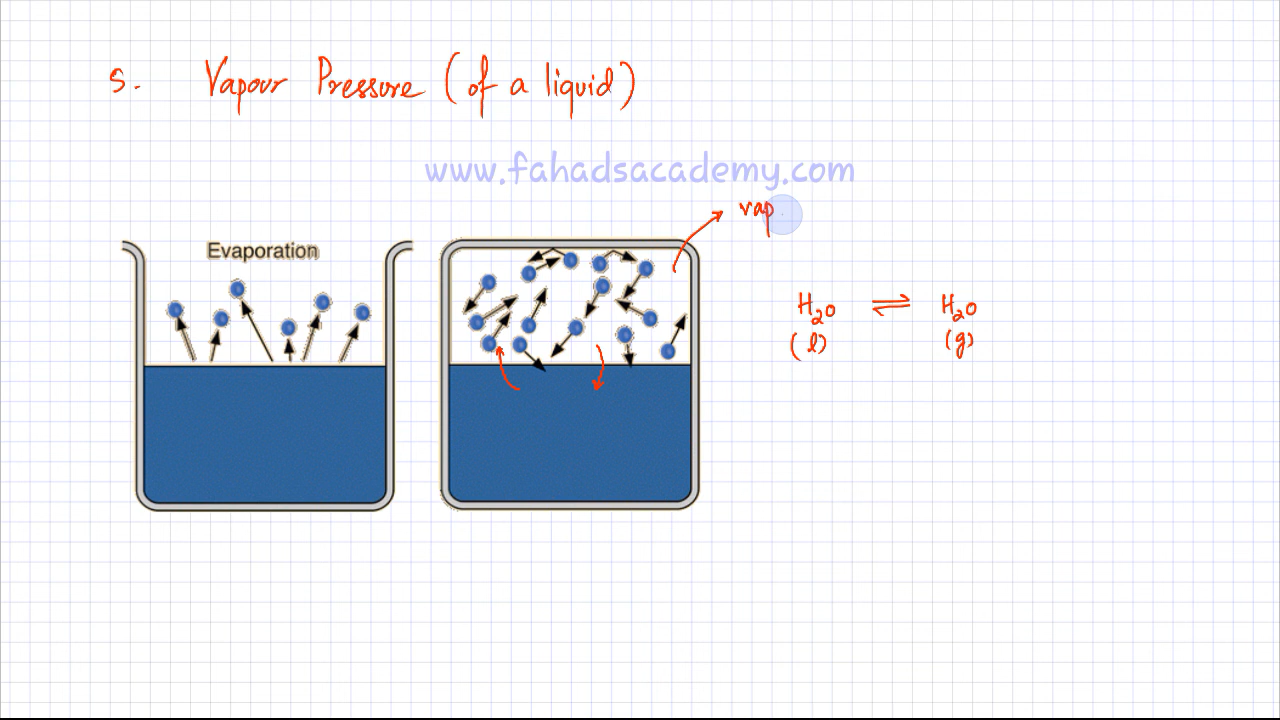 5. Vapour Pressure (of a liquid)
www.fahadsacademy.com
vap
Evaporation
H₂O ⇌ H₂O
(l) (g)